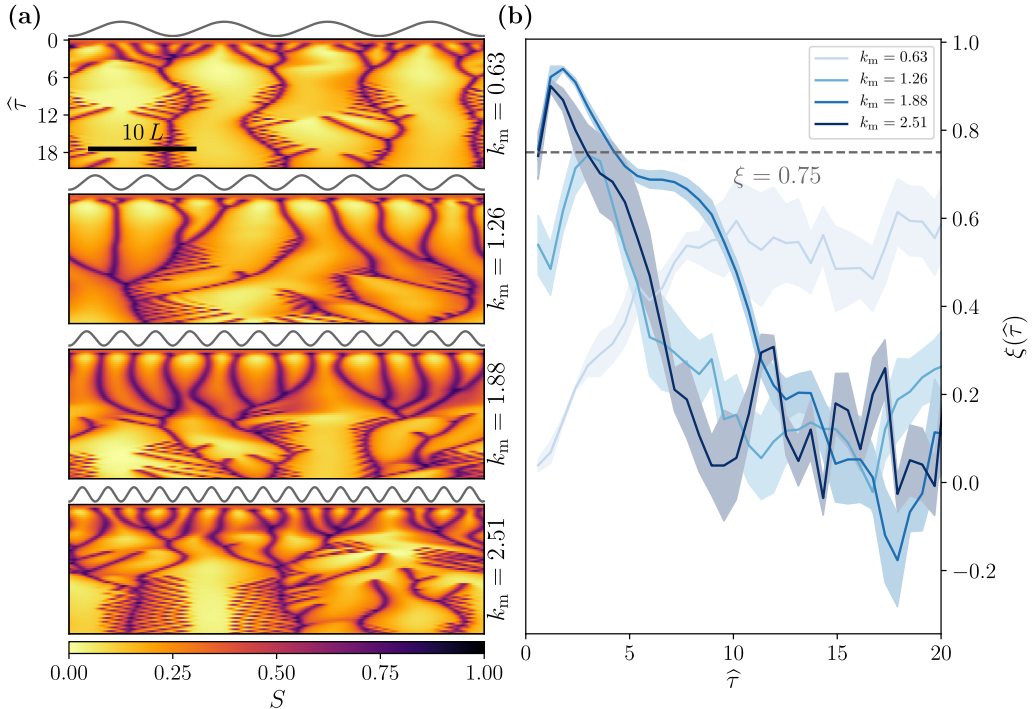 (a)
0
6
12
18
τ̂
10 L
k_m = 0.63
k_m = 1.26
k_m = 1.88
k_m = 2.51
0.00 0.25 0.50 0.75 1.00
S
(b)
k_m = 0.63
k_m = 1.26
k_m = 1.88
k_m = 2.51
ξ = 0.75
1.0
0.8
0.6
0.4
0.2
0.0
−0.2
ξ(τ̂)
0 5 10 15 20
τ̂